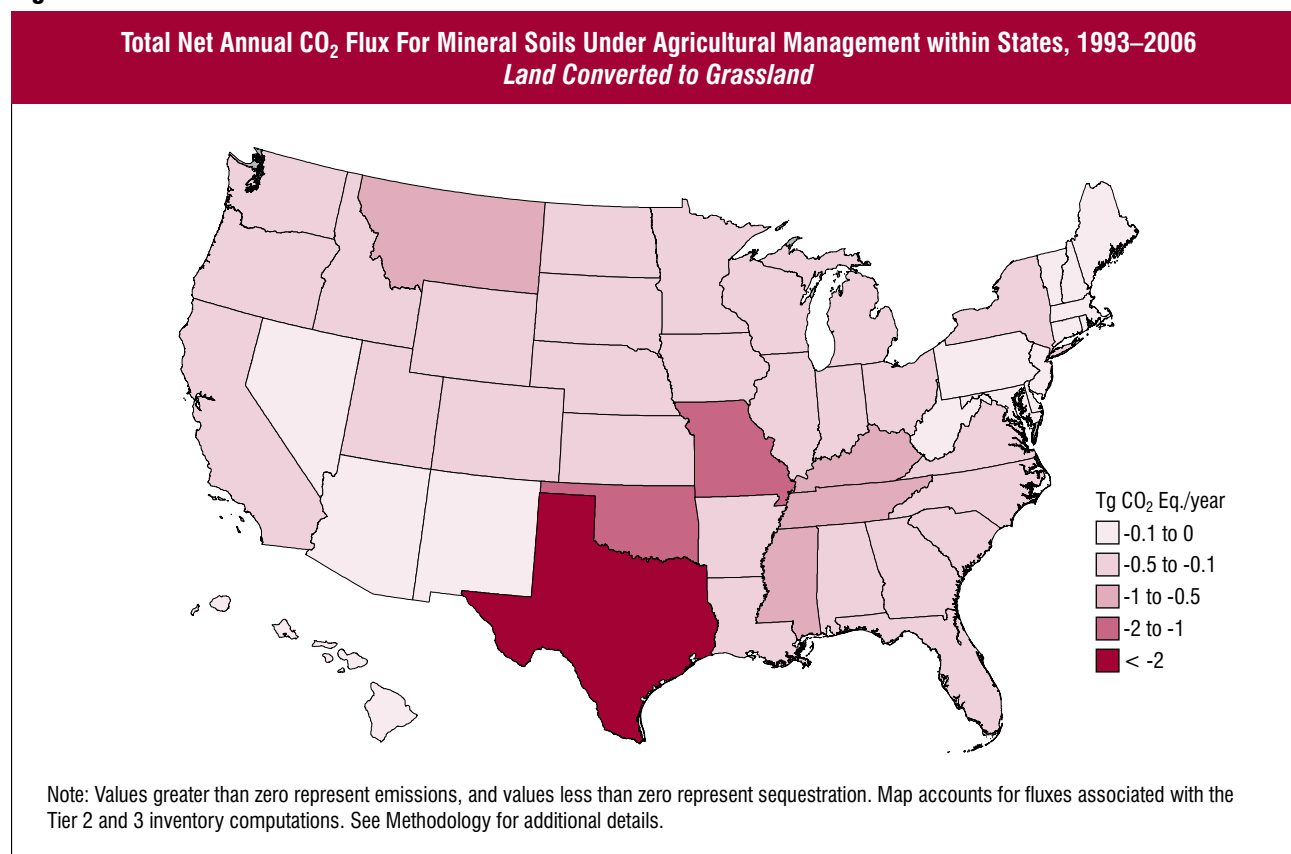 Total Net Annual CO₂ Flux For Mineral Soils Under Agricultural Management within States, 1993–2006
Land Converted to Grassland
Tg CO₂ Eq./year
-0.1 to 0
-0.5 to -0.1
-1 to -0.5
-2 to -1
< -2
Note: Values greater than zero represent emissions, and values less than zero represent sequestration. Map accounts for fluxes associated with the
Tier 2 and 3 inventory computations. See Methodology for additional details.